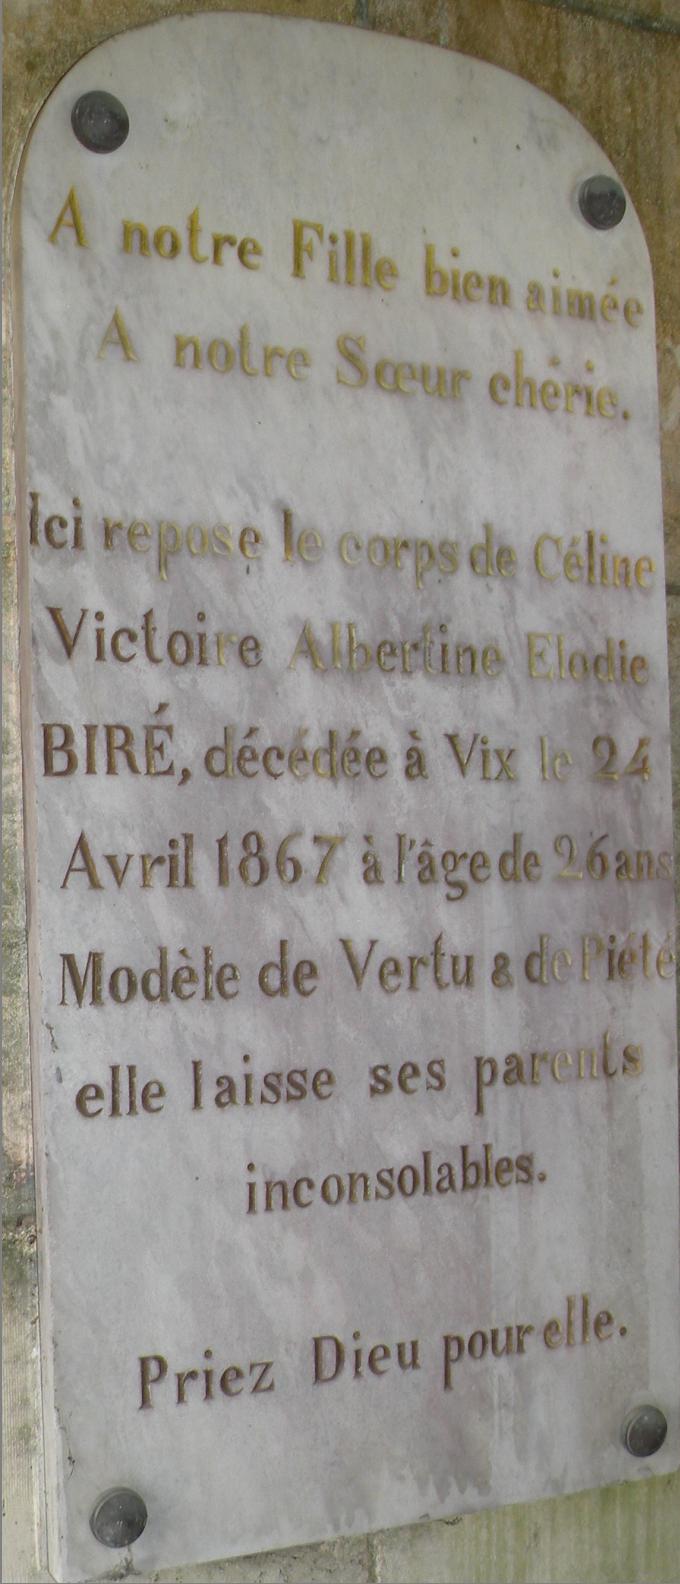 A notre Fille bien aimée
A notre Sœur chérie.
Ici repose le corps de Céline
Victoire Albertine Elodie
BIRÉ, décédée à Vix le 24
Avril 1867 à l'âge de 26 ans
Modèle de Vertu & de Piété
elle laisse ses parents
inconsolables.
Priez Dieu pour elle.